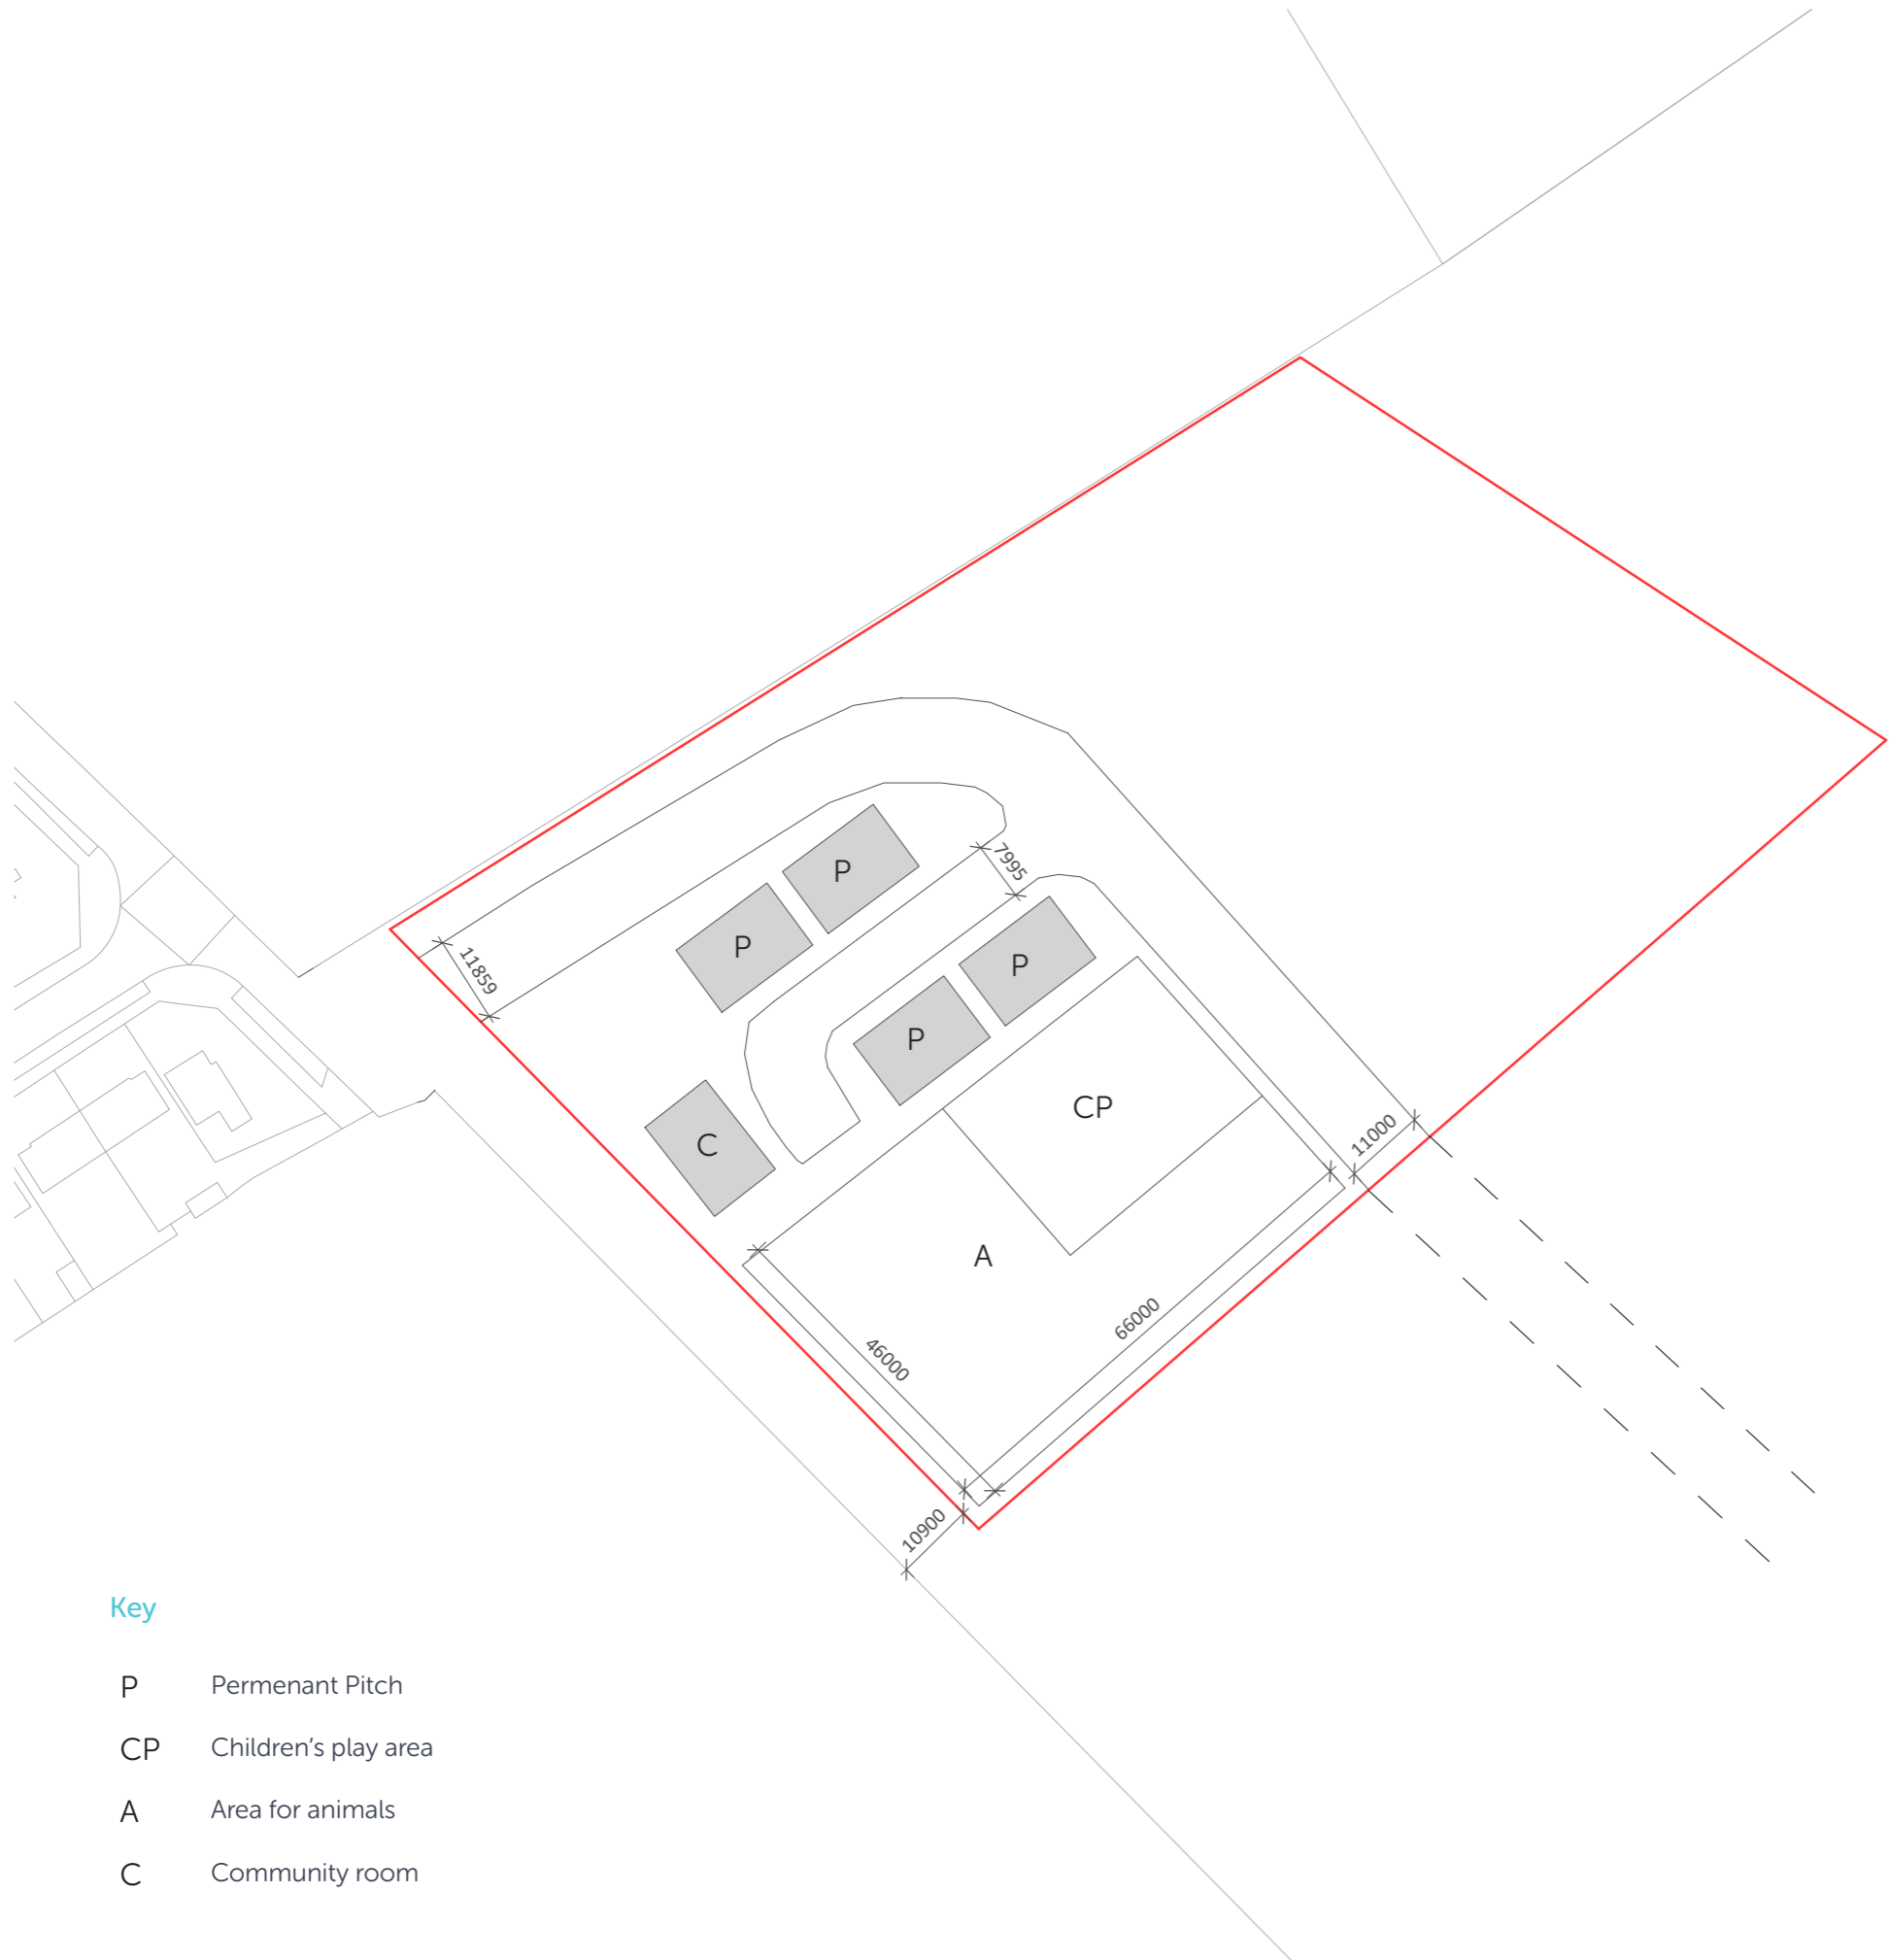 P
7995
P
11859
P
P
CP
C
11000
A
66000
46000
10900
Key
P Permenant Pitch
CP Children's play area
A Area for animals
C Community room